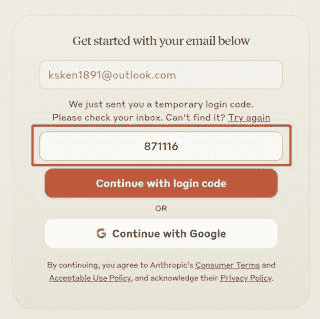 Get started with your email below
ksken1891@outlook.com
We just sent you a temporary login code.
Please check your inbox. Can't find it? Try again
871116
Continue with login code
OR
Continue with Google
By continuing, you agree to Anthropic's Consumer Terms and
Acceptable Use Policy, and acknowledge their Privacy Policy.